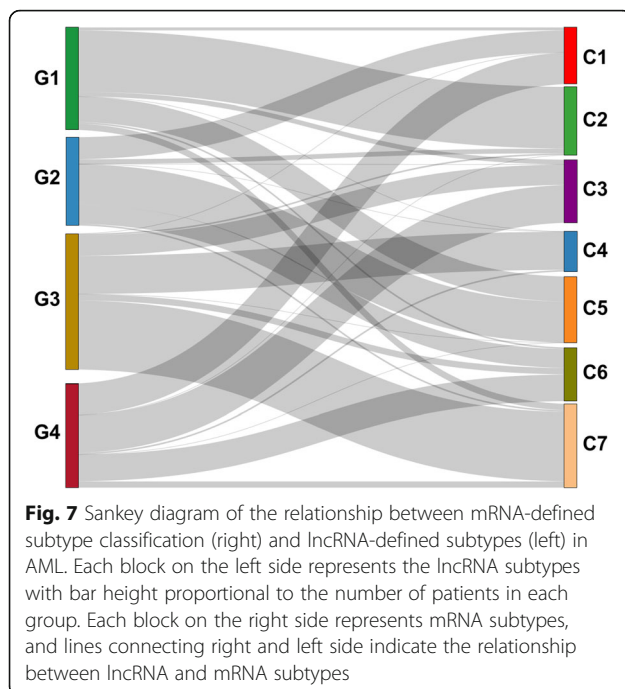 G1
G2
G3
G4
C1
C2
C3
C4
C5
C6
C7
Fig. 7 Sankey diagram of the relationship between mRNA-defined
subtype classification (right) and lncRNA-defined subtypes (left) in
AML. Each block on the left side represents the lncRNA subtypes
with bar height proportional to the number of patients in each
group. Each block on the right side represents mRNA subtypes,
and lines connecting right and left side indicate the relationship
between lncRNA and mRNA subtypes